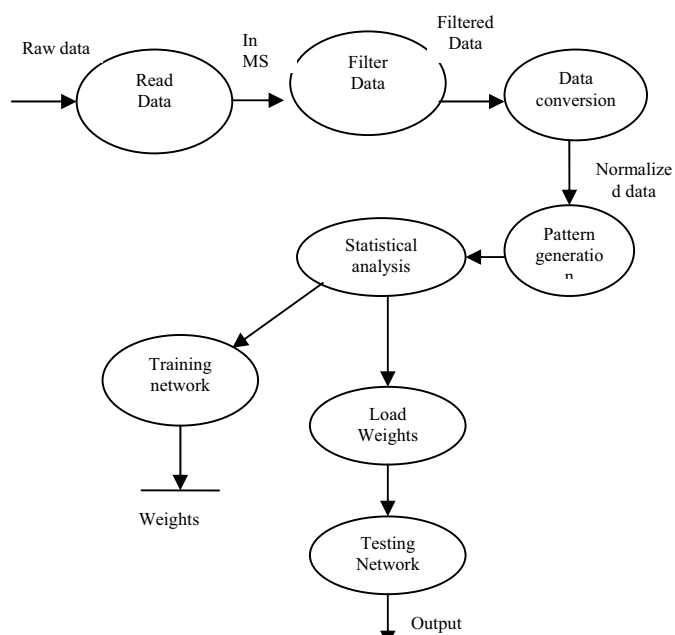 Raw data
Read
Data
In
MS
Filter
Data
Filtered
Data
Data
conversion
Normalize
d data
Pattern
generatio
n
Statistical
analysis
Training
network
Weights
Load
Weights
Testing
Network
Output